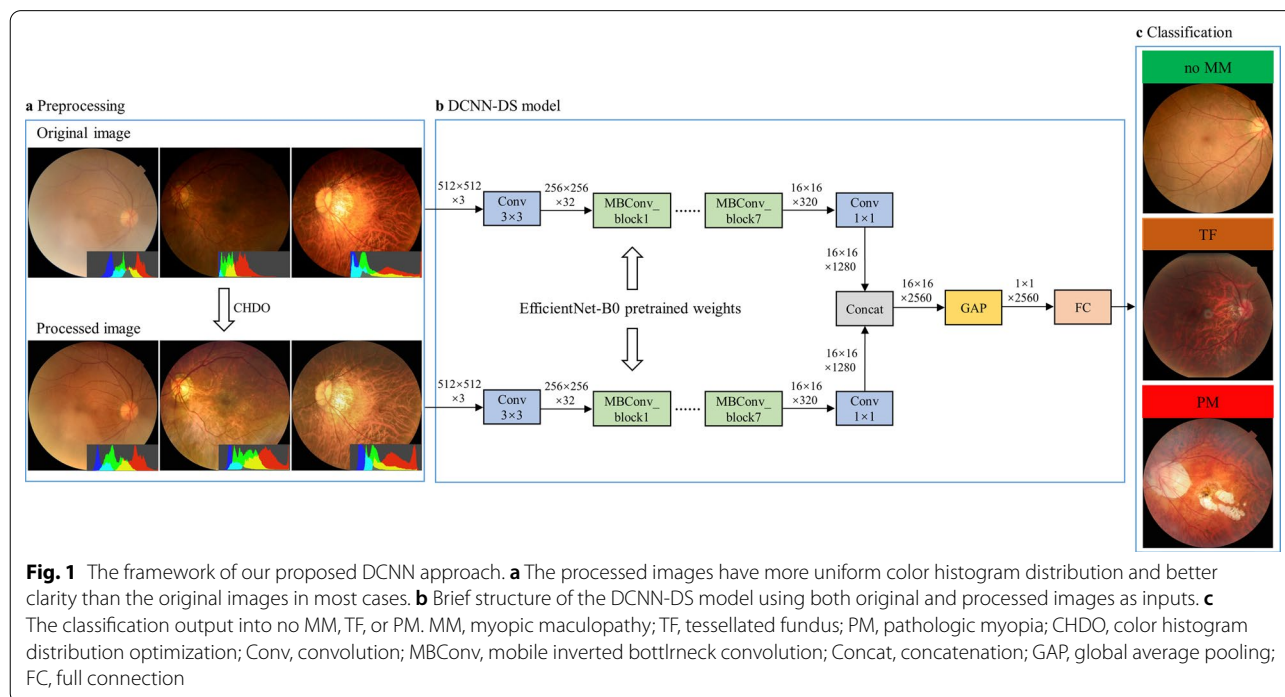 a Preprocessing
Original image
CHDO
Processed image
b DCNN-DS model
512×512
×3
Conv
3×3
256×256
×32
MBConv_
block1
......
MBConv_
block7
16×16
×320
Conv
1×1
16×16
×1280
EfficientNet-B0 pretrained weights
Concat
16×16
×2560
GAP
1×1
×2560
FC
16×16
×1280
512×512
×3
Conv
3×3
256×256
×32
MBConv_
block1
......
MBConv_
block7
16×16
×320
Conv
1×1
c Classification
no MM
TF
PM
Fig. 1 The framework of our proposed DCNN approach. a The processed images have more uniform color histogram distribution and better
clarity than the original images in most cases. b Brief structure of the DCNN-DS model using both original and processed images as inputs. c
The classification output into no MM, TF, or PM. MM, myopic maculopathy; TF, tessellated fundus; PM, pathologic myopia; CHDO, color histogram
distribution optimization; Conv, convolution; MBConv, mobile inverted bottlrneck convolution; Concat, concatenation; GAP, global average pooling;
FC, full connection